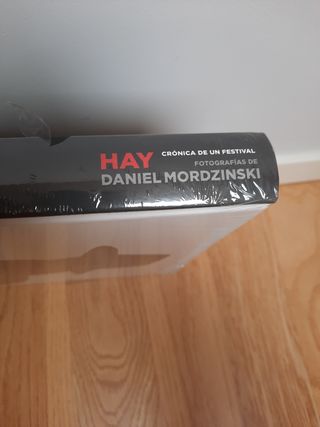 HAY CRÓNICA DE UN FESTIVAL
FOTOGRAFÍAS DE
DANIEL MORDZINSKI